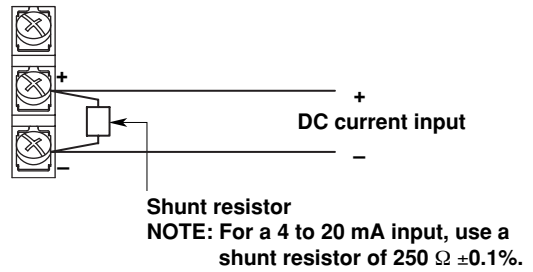 +
+
DC current input
–
–
Shunt resistor
NOTE: For a 4 to 20 mA input, use a
shunt resistor of 250 Ω ±0.1%.